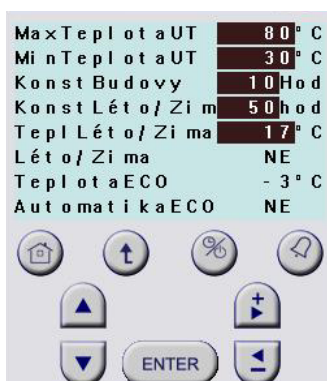 MaxTeplotaUT 80°C
MinTeplotaUT 30°C
KonstBudovy 10Hod
KonstLéto/Zim 50hod
TeplLéto/Zima 17°C
Léto/Zima NE
TeplotaECO -3°C
AutomatikaECO NE
ENTER